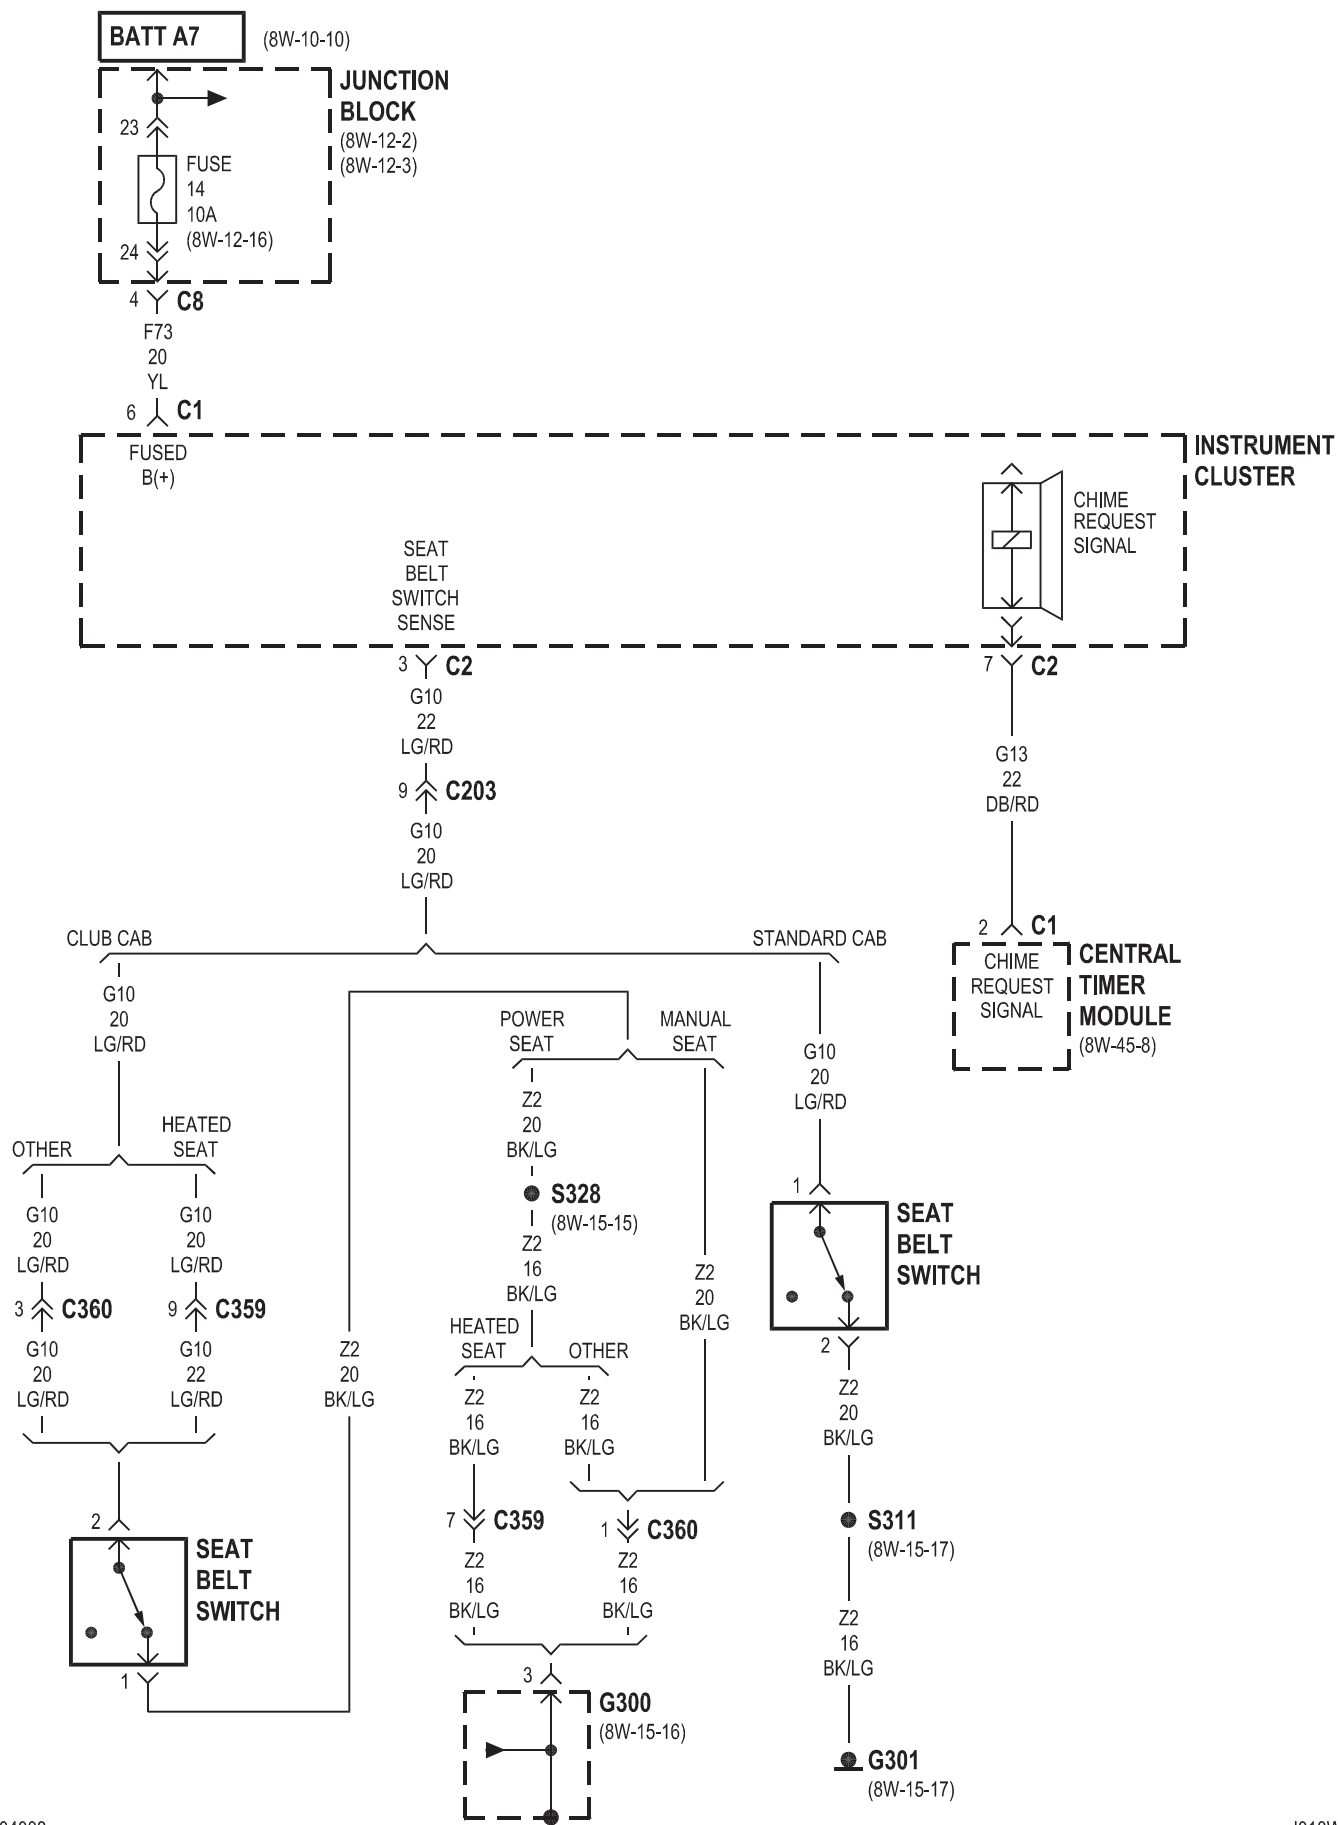 BATT A7
(8W-10-10)
JUNCTION
BLOCK
(8W-12-2)
(8W-12-3)
23
FUSE
14
10A
(8W-12-16)
24
4
C8
F73
20
YL
6
C1
FUSED
B(+)
INSTRUMENT
CLUSTER
CHIME
REQUEST
SIGNAL
SEAT
BELT
SWITCH
SENSE
3
C2
G10
22
LG/RD
9
C203
G10
20
LG/RD
7
C2
G13
22
DB/RD
2
C1
CHIME
REQUEST
SIGNAL
CENTRAL
TIMER
MODULE
(8W-45-8)
CLUB CAB
STANDARD CAB
G10
20
LG/RD
OTHER
HEATED
SEAT
G10
20
LG/RD
G10
20
LG/RD
3
C360
9
C359
G10
20
LG/RD
G10
22
LG/RD
2
SEAT
BELT
SWITCH
1
Z2
20
BK/LG
POWER
SEAT
MANUAL
SEAT
Z2
20
BK/LG
S328
(8W-15-15)
Z2
16
BK/LG
Z2
20
BK/LG
HEATED
SEAT
OTHER
Z2
16
BK/LG
Z2
16
BK/LG
7
C359
1
C360
Z2
16
BK/LG
Z2
16
BK/LG
3
G300
(8W-15-16)
G10
20
LG/RD
1
SEAT
BELT
SWITCH
2
Z2
20
BK/LG
S311
(8W-15-17)
Z2
16
BK/LG
G301
(8W-15-17)